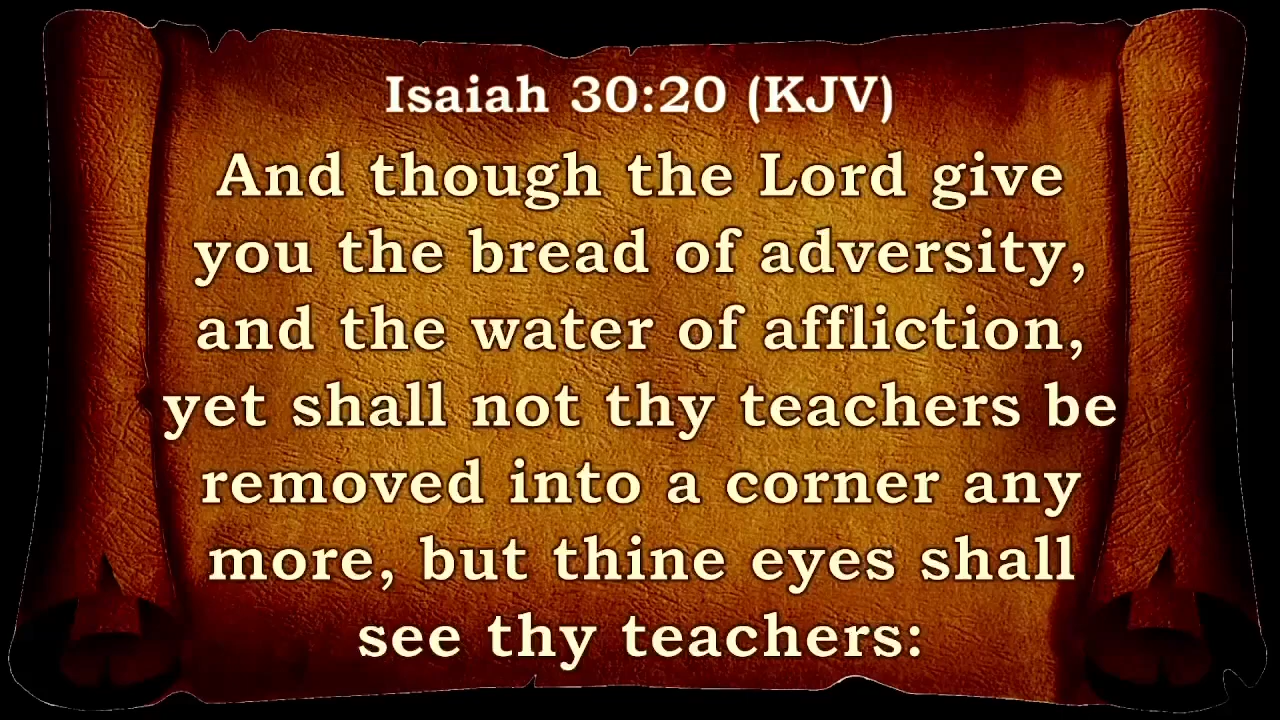 Isaiah 30:20 (KJV)
And though the Lord give
you the bread of adversity,
and the water of affliction,
yet shall not thy teachers be
removed into a corner any
more, but thine eyes shall
see thy teachers: